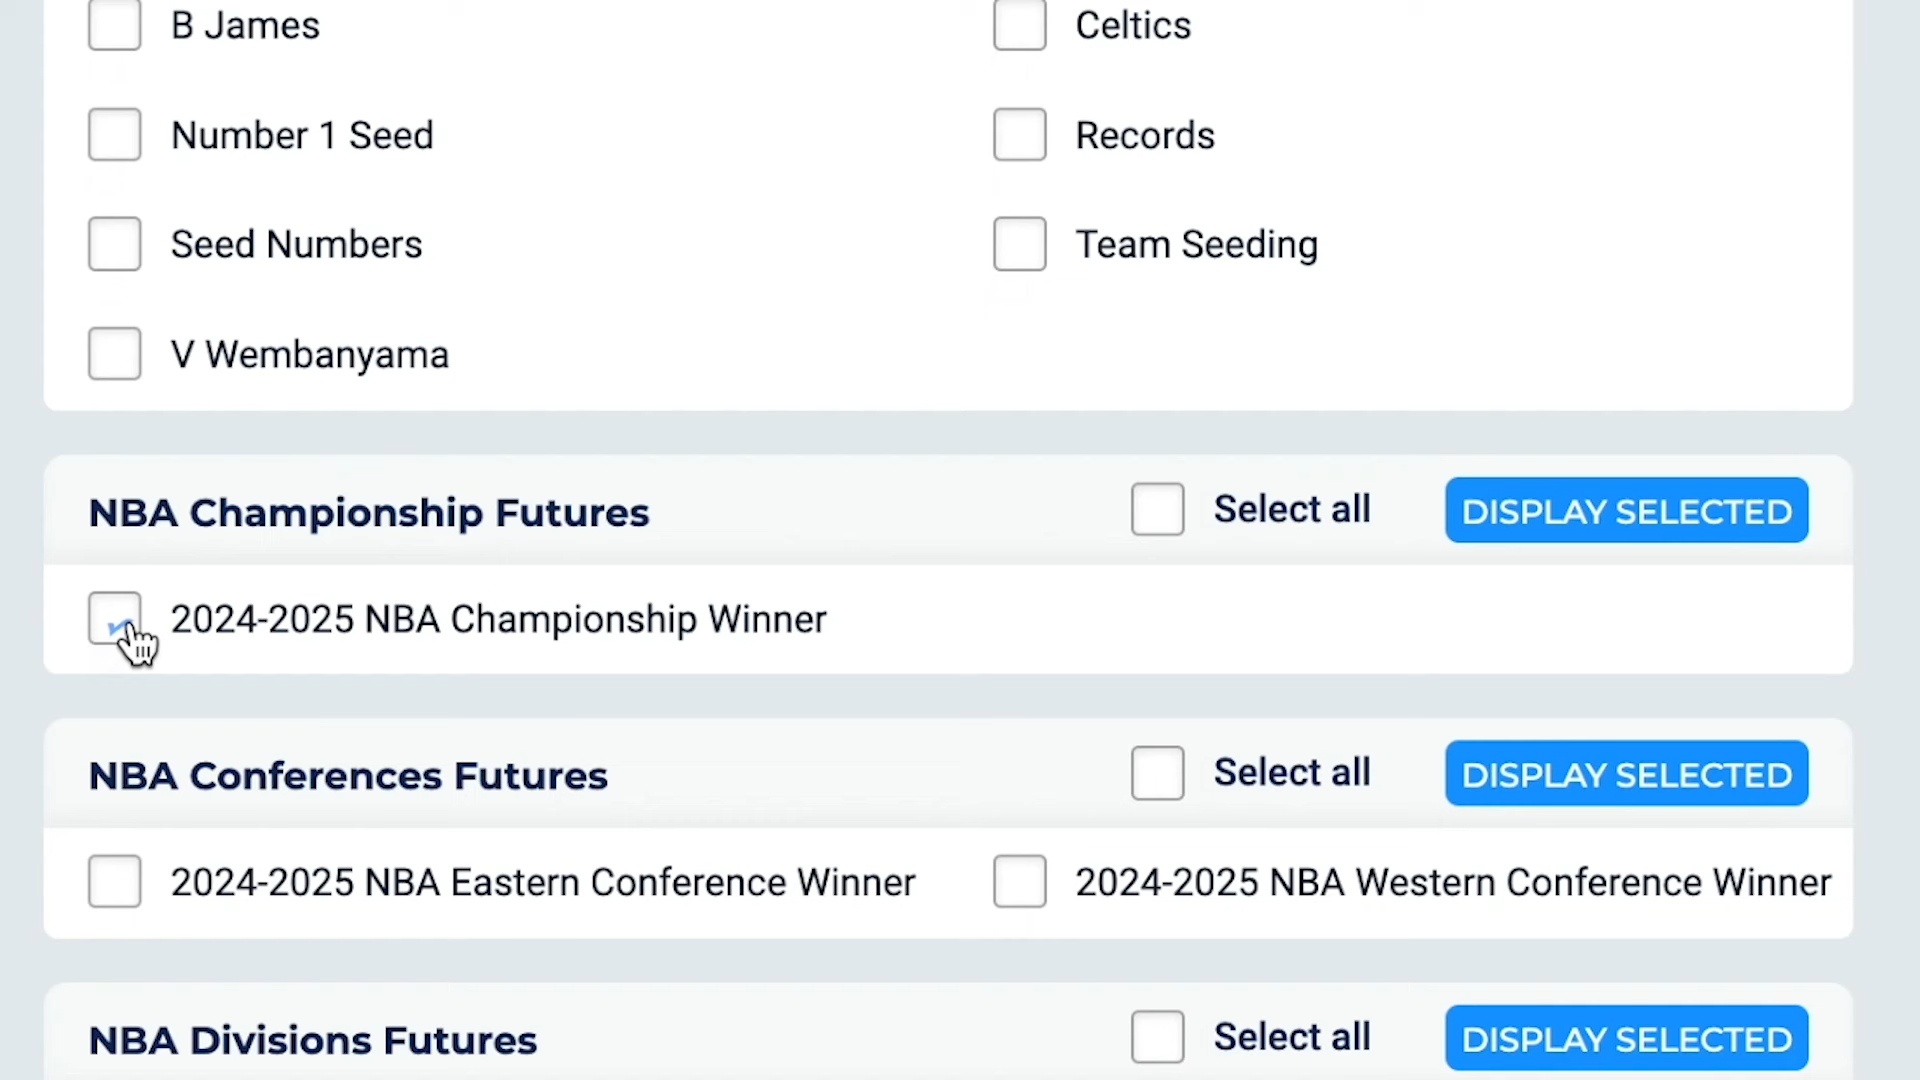 B James
Celtics
Number 1 Seed
Records
Seed Numbers
Team Seeding
V Wembanyama
NBA Championship Futures
Select all
DISPLAY SELECTED
2024-2025 NBA Championship Winner
NBA Conferences Futures
Select all
DISPLAY SELECTED
2024-2025 NBA Eastern Conference Winner
2024-2025 NBA Western Conference Winner
NBA Divisions Futures
Select all
DISPLAY SELECTED